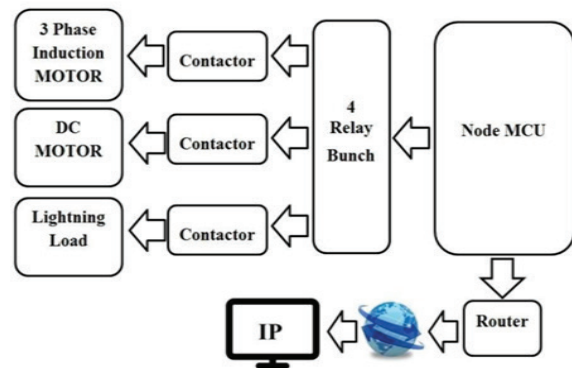 3 Phase
Induction
MOTOR
Contactor
4
Relay
Bunch
Node MCU
DC
MOTOR
Contactor
Lightning
Load
Contactor
IP
Router